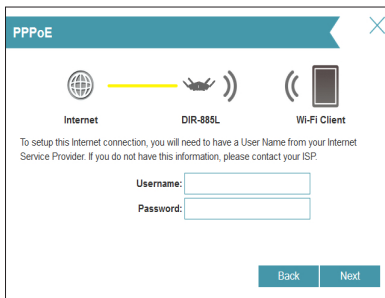 PPPoE
Internet DIR-885L Wi-Fi Client
To setup this Internet connection, you will need to have a User Name from your Internet
Service Provider. If you do not have this information, please contact your ISP.
Username:
Password:
Back Next